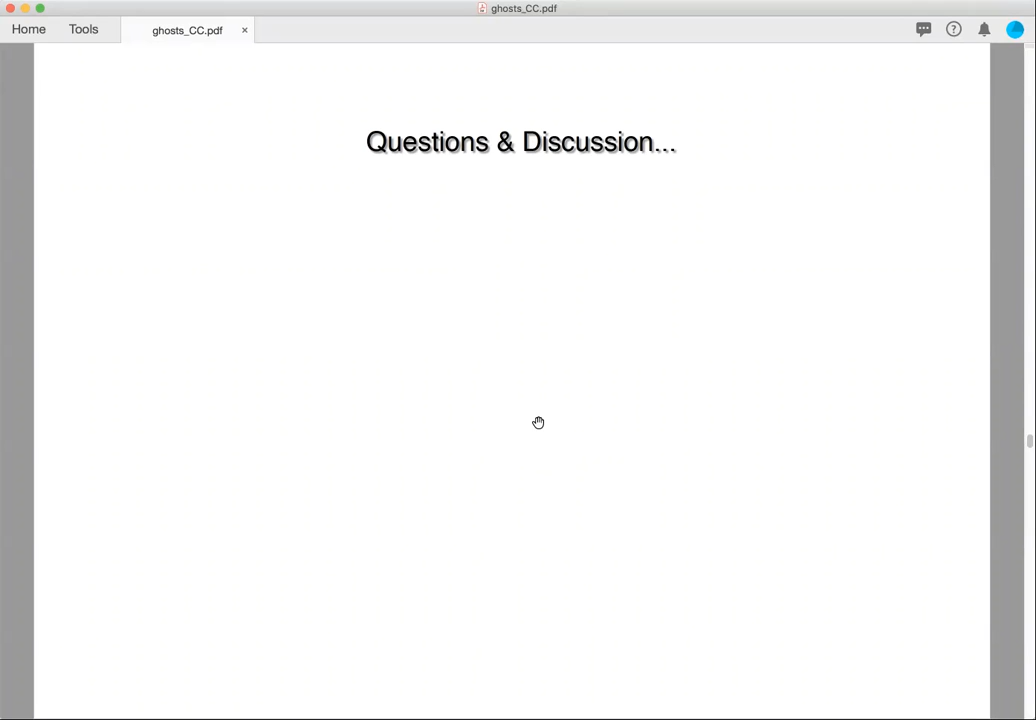 ghosts_CC.pdf
Home Tools ghosts_CC.pdf ×
Questions & Discussion...